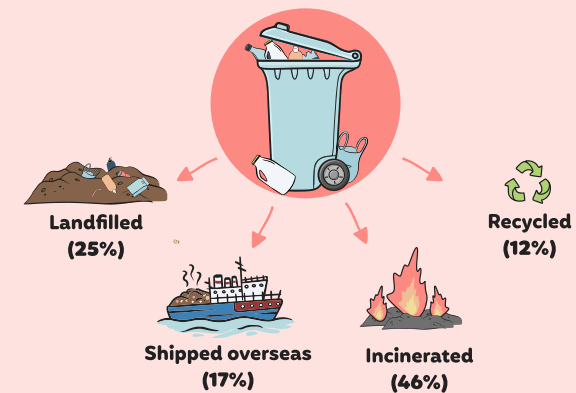 Landfilled
(25%)
Recycled
(12%)
Shipped overseas
(17%)
Incinerated
(46%)